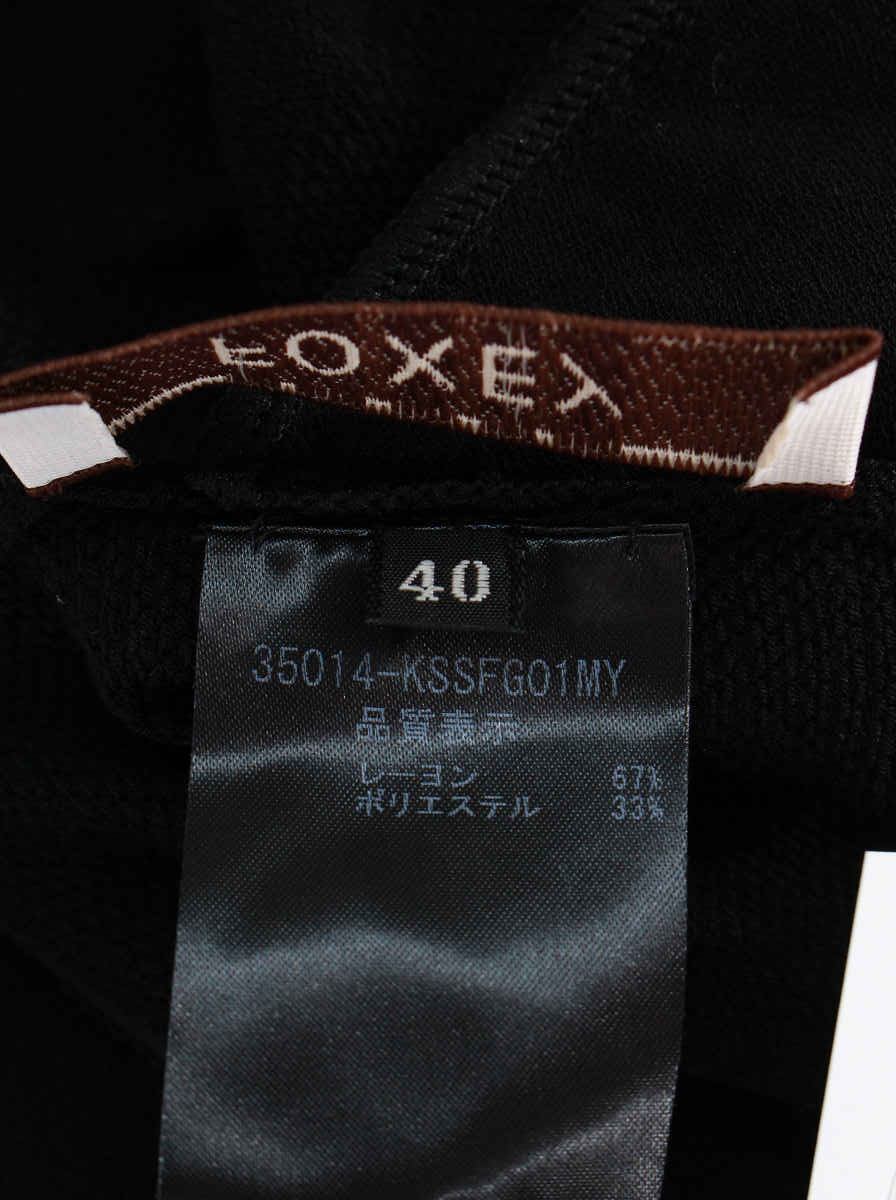 FOXEY
40
35014-KSSFG01MY
品質表示
レーヨン 67%
ポリエステル 33%